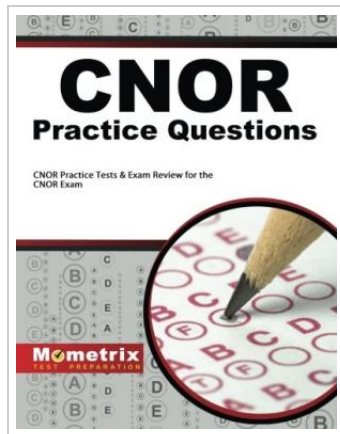 CNOR
Practice Questions
CNOR Practice Tests & Exam Review for the
CNOR Exam
Mometrix
TEST PREPARATION